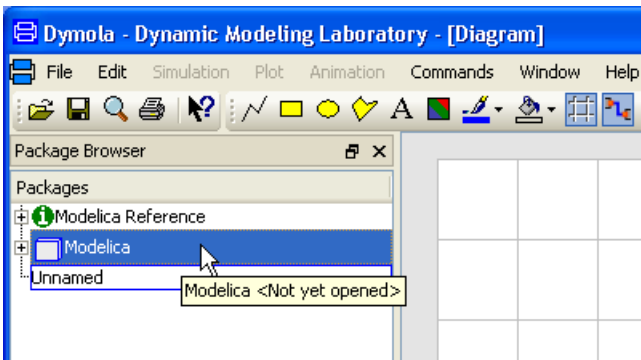 Dymola - Dynamic Modeling Laboratory - [Diagram]
File Edit Simulation Plot Animation Commands Window Help
A
Package Browser
Packages
Modelica Reference
Modelica
Unnamed
Modelica <Not yet opened>